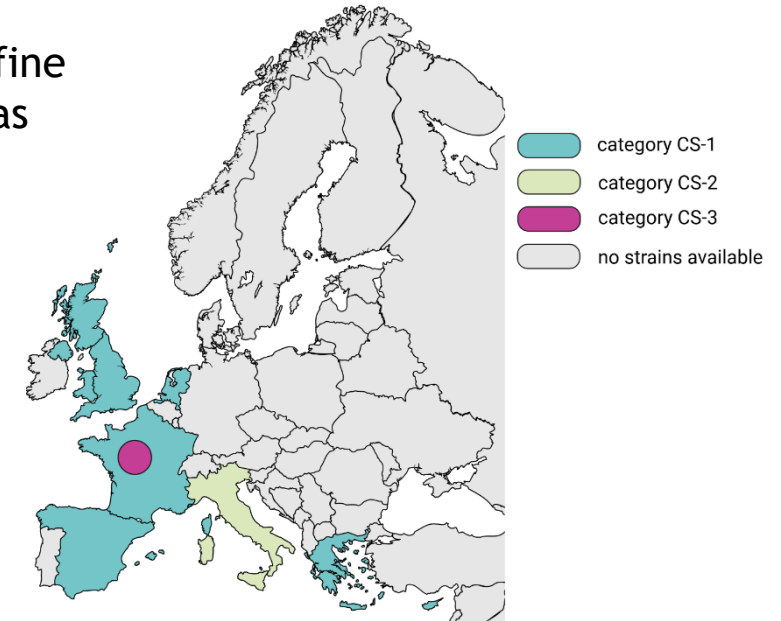 fine
as
category CS-1
category CS-2
category CS-3
no strains available